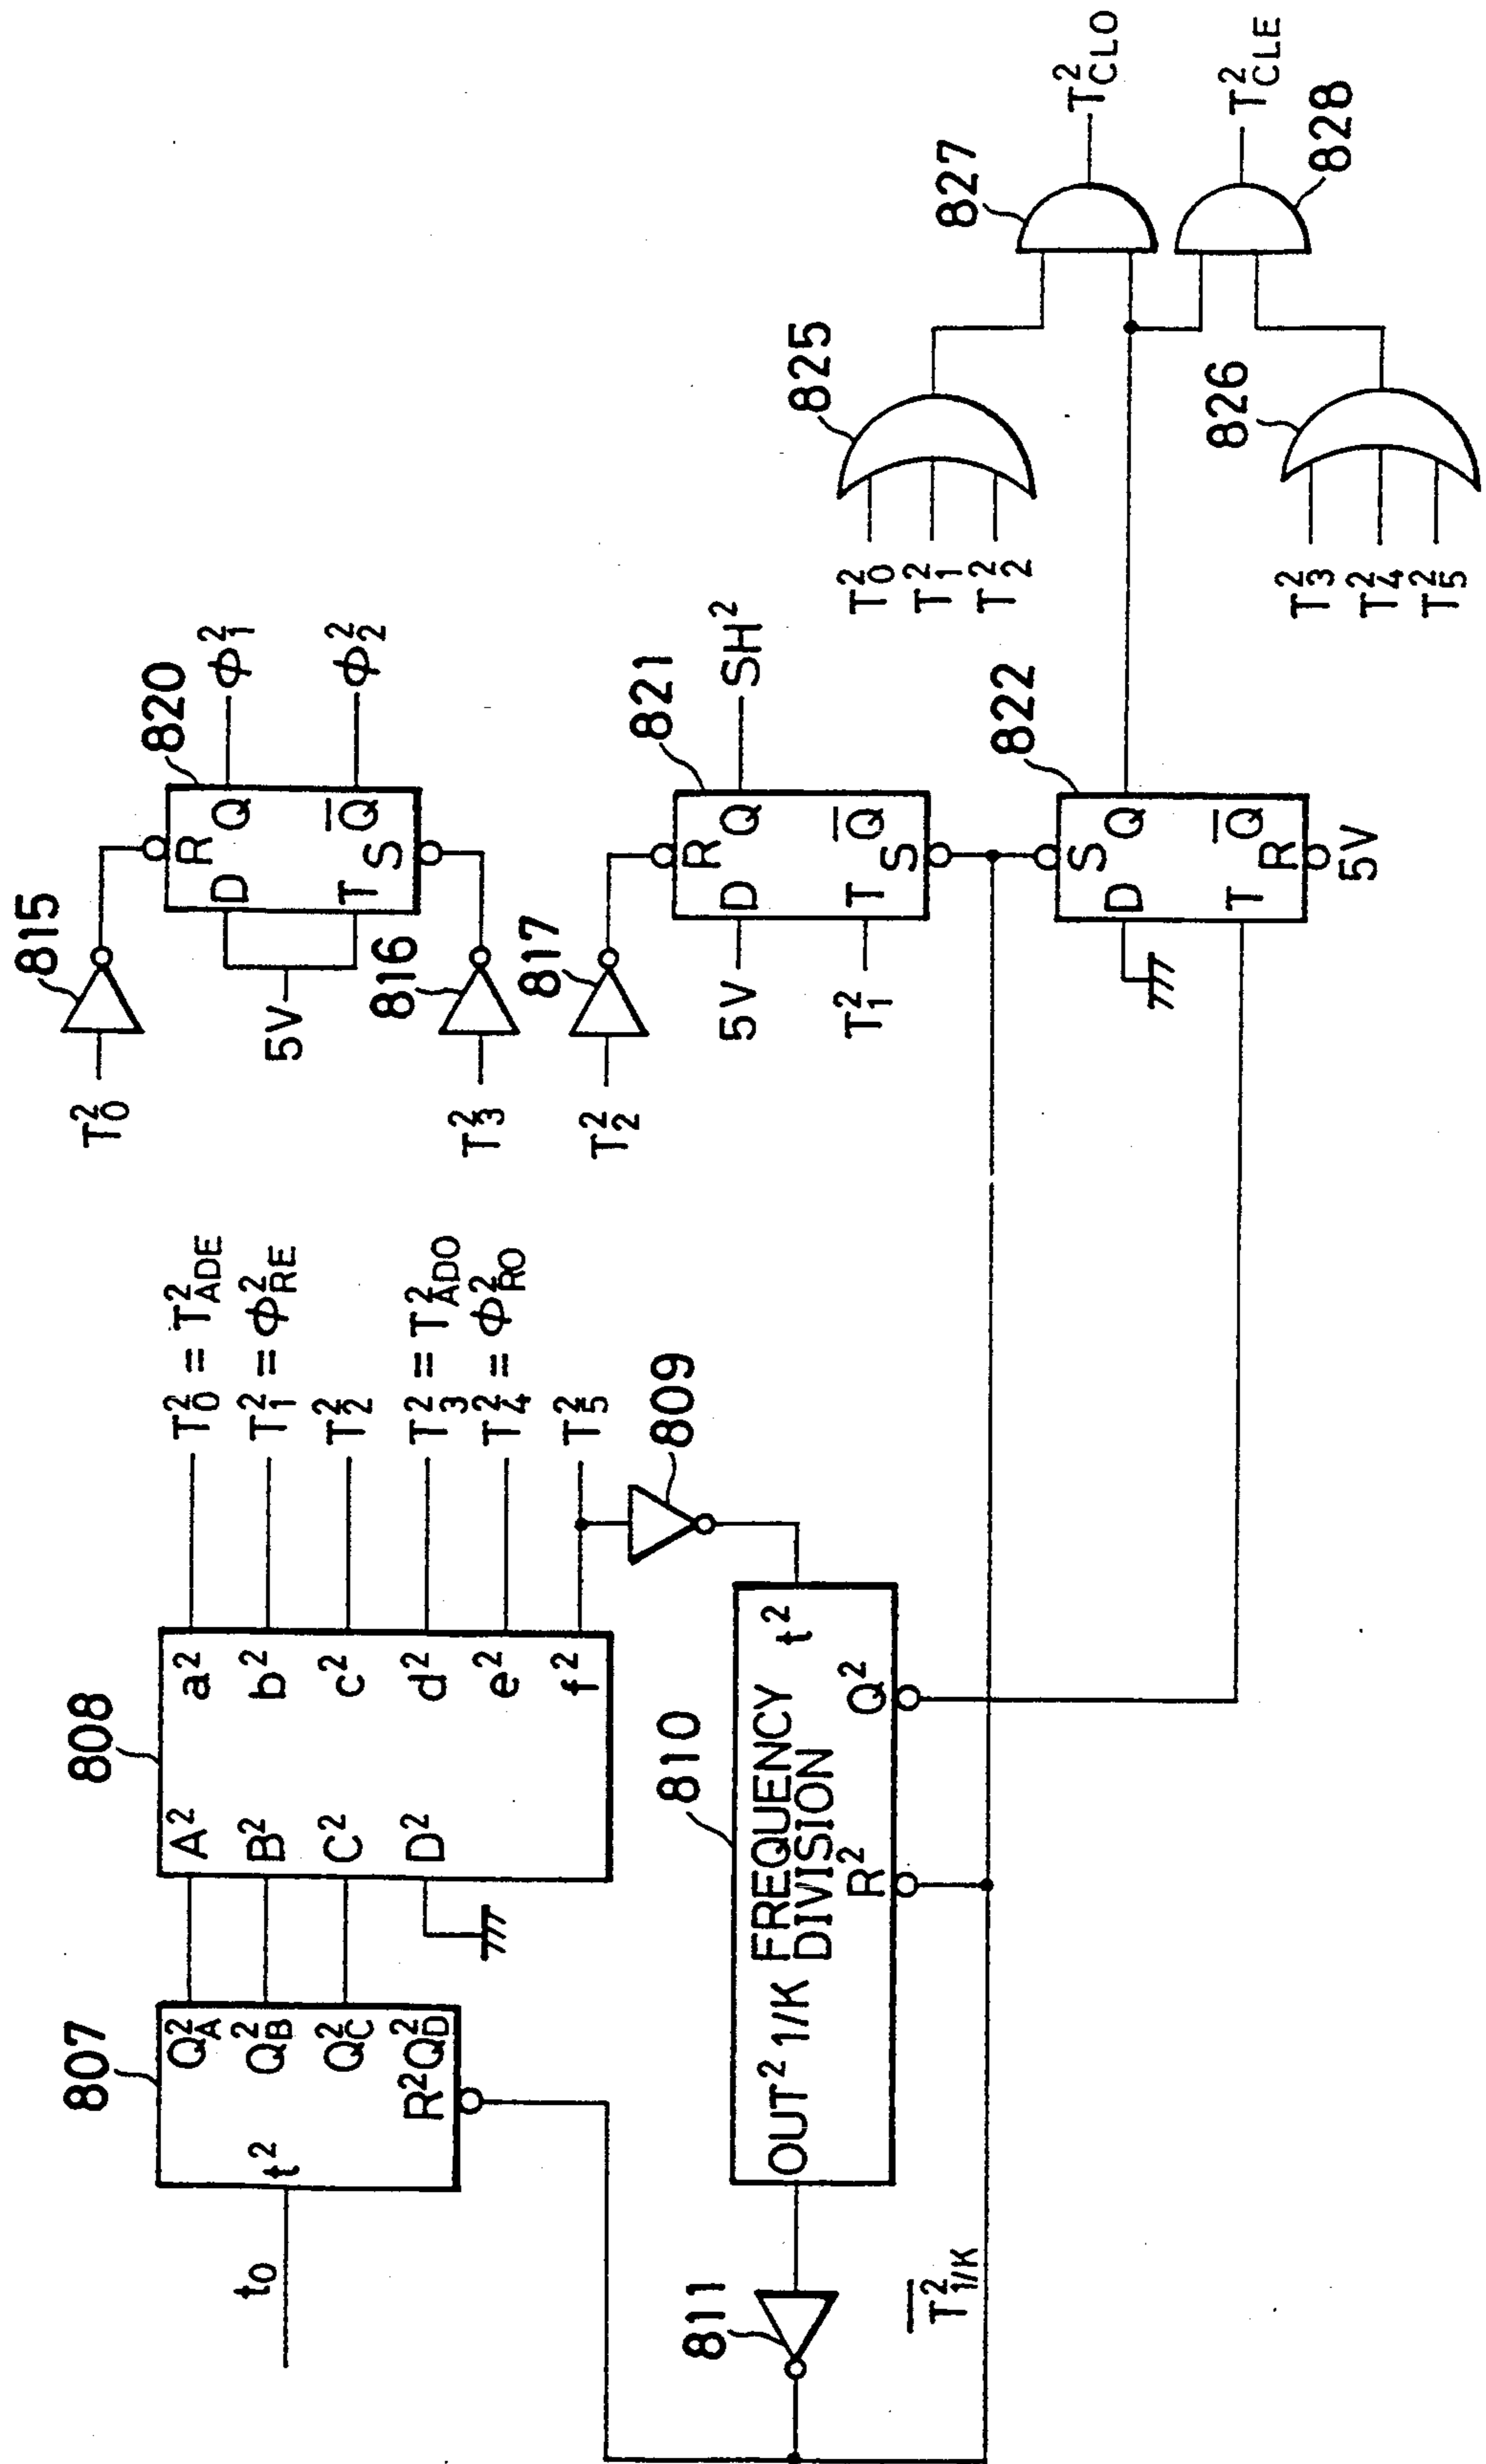 807
t₀
t²
Q²A
Q²B
Q²C
R²Q²D
808
A²
B²
C²
D²
a²
b²
c²
d²
e²
f²
T²₀ = T²ADE
T²₁ = Φ²RE
T²₂
T²₃ = T²ADO
T²₄ = Φ²RO
T²₅
809
810
OUT² 1/K FREQUENCY
DIVISION
t²
R²
Q²
811
T̅²1/K
815
T²₀
820
R
D
Q
T
Q̅
S
5V
Φ²₁
Φ²₂
816
T²₃
817
T²₂
821
R
D
Q
T
Q̅
S
5V
T²₁
SH²
822
S
D
Q
T
Q̅
R
5V
825
T²₀
T²₁
T²₂
826
T²₃
T²₄
T²₅
827
T²CLO
828
T²CLE